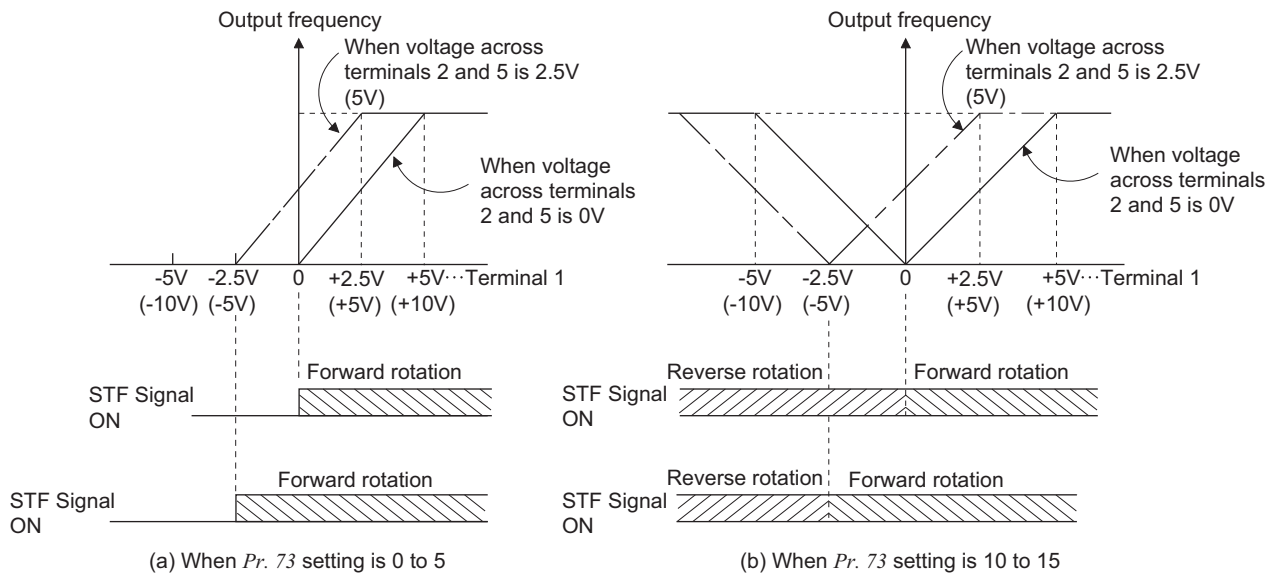 Output frequency
When voltage across
terminals 2 and 5 is 2.5V
(5V)
When voltage
across terminals
2 and 5 is 0V
-5V -2.5V 0 +2.5V +5V···Terminal 1
(-10V) (-5V) (+5V) (+10V)
Forward rotation
STF Signal
ON
Forward rotation
STF Signal
ON
(a) When Pr. 73 setting is 0 to 5
Output frequency
When voltage across
terminals 2 and 5 is 2.5V
(5V)
When voltage
across terminals
2 and 5 is 0V
-5V -2.5V 0 +2.5V +5V···Terminal 1
(-10V) (-5V) (+5V) (+10V)
Reverse rotation Forward rotation
STF Signal
ON
Reverse rotation Forward rotation
STF Signal
ON
(b) When Pr. 73 setting is 10 to 15